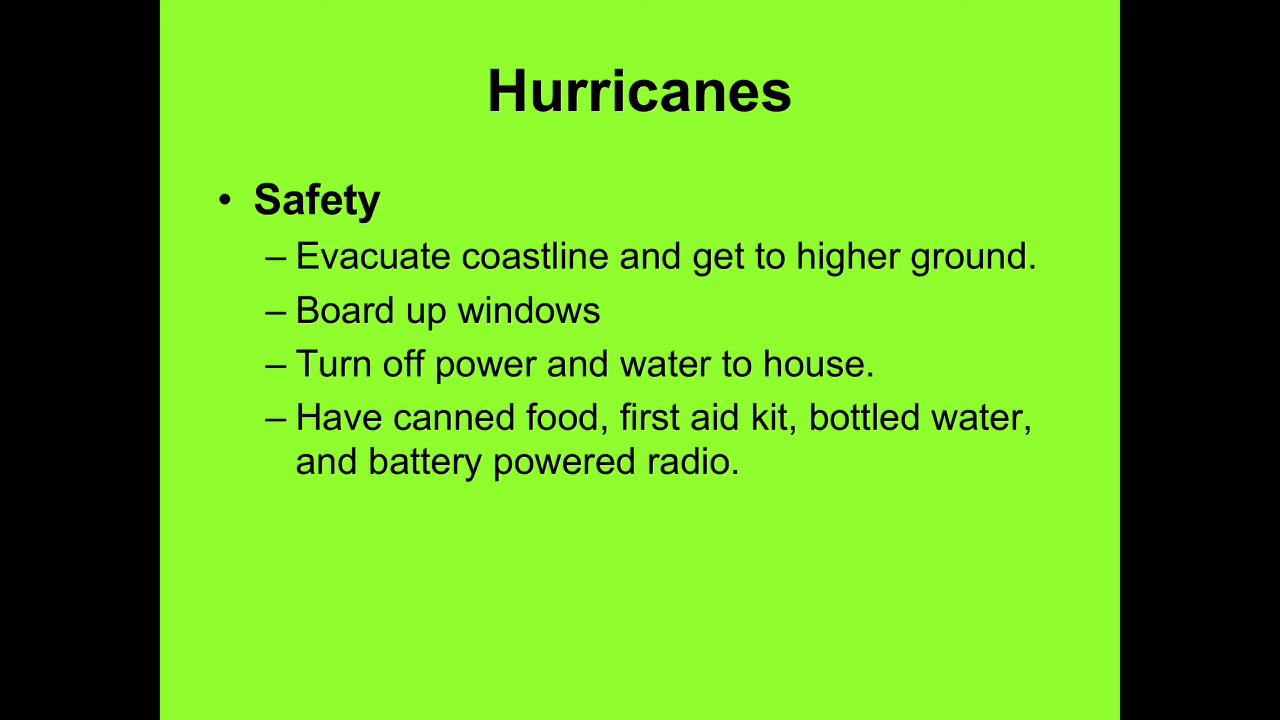 Hurricanes
• Safety
– Evacuate coastline and get to higher ground.
– Board up windows
– Turn off power and water to house.
– Have canned food, first aid kit, bottled water,
and battery powered radio.